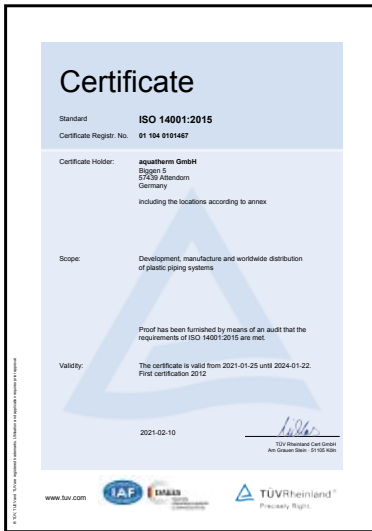 Certificate
Standard ISO 14001:2015
Certificate Registr. No. 01 104 0101467
Certificate Holder: aquatherm GmbH
Biggen 5
57439 Attendorn
Germany
including the locations according to annex
Scope: Development, manufacture and worldwide distribution
of plastic piping systems
Proof has been furnished by means of an audit that the
requirements of ISO 14001:2015 are met.
Validity: The certificate is valid from 2021-01-25 until 2024-01-22.
First certification 2012
2021-02-10
TÜV Rheinland Cert GmbH
Am Grauen Stein · 51105 Köln
www.tuv.com
IAF
DAkkS
TÜVRheinland®
Precisely Right.